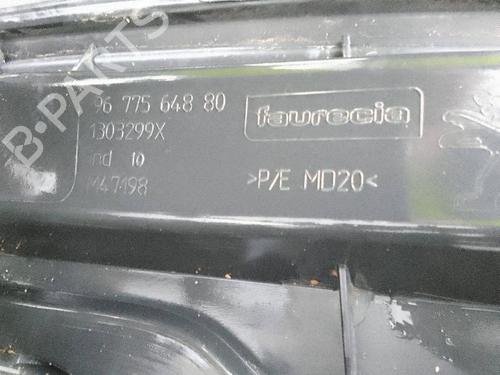 96 775 648 80
1303299X
ind 10
M47498
faurecia
>P/E MD20<
B-PARTS